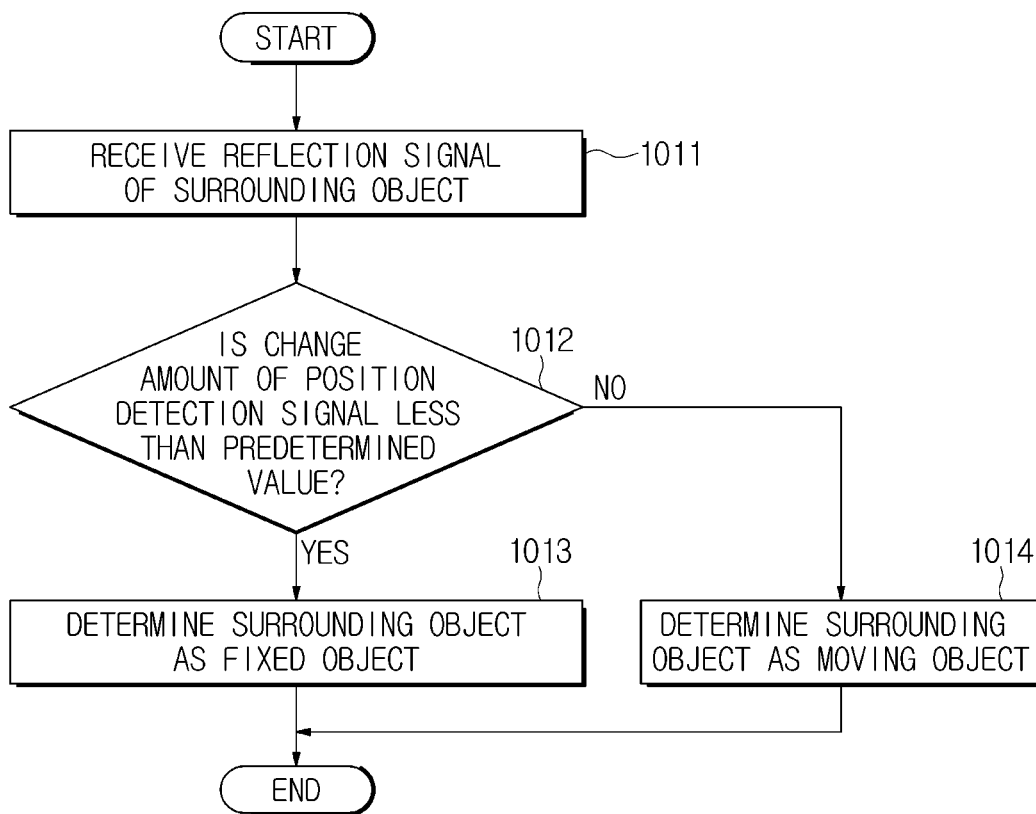 START
RECEIVE REFLECTION SIGNAL
OF SURROUNDING OBJECT
1011
IS CHANGE
AMOUNT OF POSITION
DETECTION SIGNAL LESS
THAN PREDETERMINED
VALUE?
1012
NO
YES
1013
DETERMINE SURROUNDING OBJECT
AS FIXED OBJECT
1014
DETERMINE SURROUNDING
OBJECT AS MOVING OBJECT
END